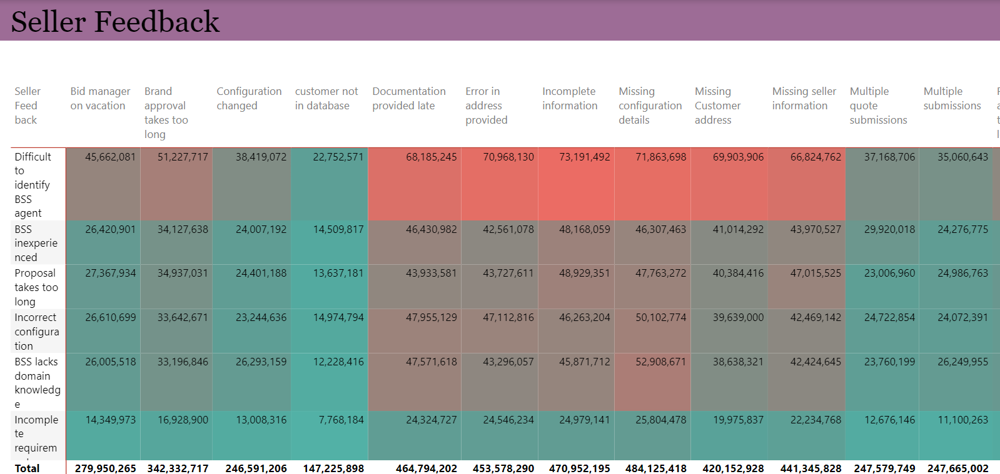 Seller Feedback
Seller Bid manager Brand Configuration customer not Documentation Error in Incomplete Missing Missing Missing seller Multiple Multiple
Feed on vacation approval changed in database provided late address information configuration Customer information quote submissions
back takes too provided details address submissions
long
Difficult 45,662,081 51,227,717 38,419,072 22,752,571 68,185,245 70,968,130 73,191,492 71,863,698 69,903,906 66,824,762 37,168,706 35,060,643
to
identify
BSS
agent
BSS 26,420,901 34,127,638 24,007,192 14,509,817 46,430,982 42,561,078 48,168,059 46,307,463 41,014,292 43,970,527 29,920,018 24,276,775
inexperie
nced
Proposal 27,367,934 34,937,031 24,401,188 13,637,181 43,933,581 43,727,611 48,929,351 47,763,272 40,384,416 47,015,525 23,006,960 24,986,763
takes too
long
Incorrect 26,610,699 33,642,671 23,244,636 14,974,794 47,955,129 47,112,816 46,263,204 50,102,774 39,639,000 42,469,142 24,722,854 24,072,391
configura
tion
BSS lacks 26,005,518 33,196,846 26,293,159 12,228,416 47,571,618 43,296,057 45,871,712 52,908,671 38,638,321 42,424,645 23,760,199 26,249,955
domain
knowledg
e
Incomple 14,349,973 16,928,900 13,008,316 7,768,184 24,324,727 24,546,234 24,979,141 25,804,478 19,975,837 22,234,768 12,676,146 11,100,263
te
requirem
Total 279,950,265 342,332,717 246,591,206 147,225,898 464,794,202 453,578,290 470,952,195 484,125,418 420,152,928 441,345,828 247,579,749 247,665,002